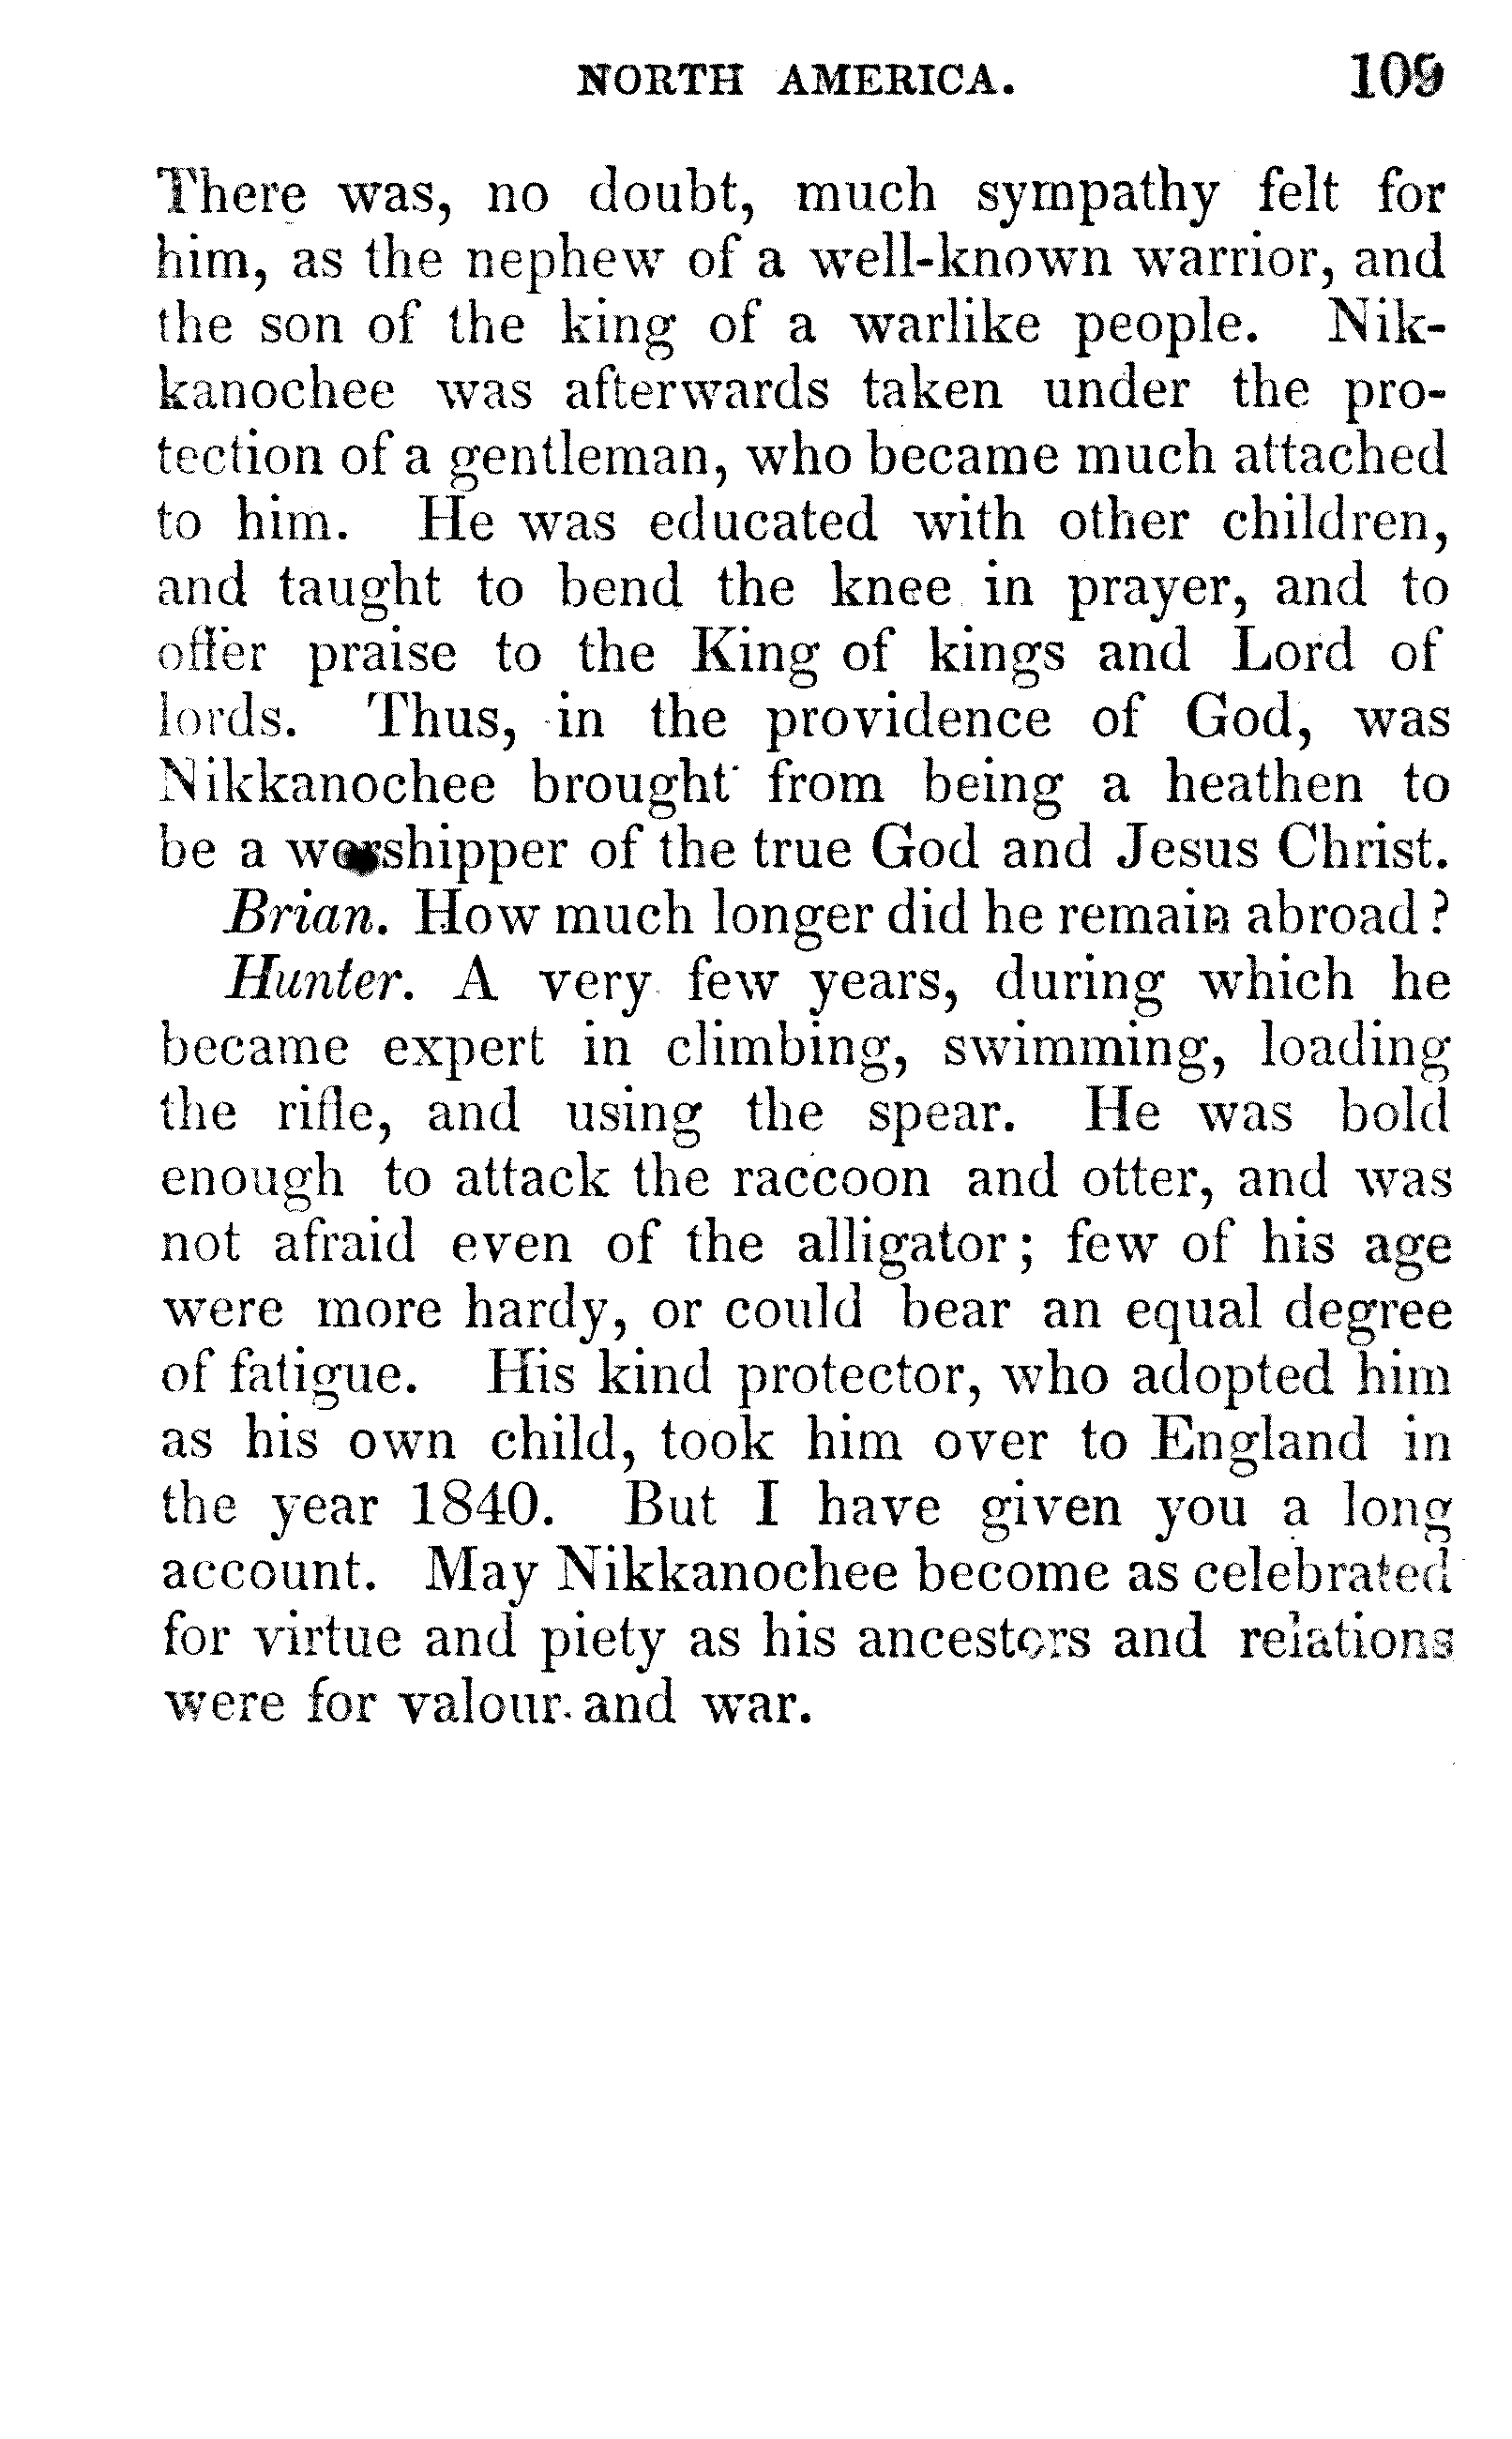 NORTH AMERICA. 109
There was, no doubt, much sympathy felt for
him, as the nephew of a well-known warrior, and
the son of the king of a warlike people. Nik-
kanochee was afterwards taken under the pro-
tection of a gentleman, who became much attached
to him. He was educated with other children,
and taught to bend the knee in prayer, and to
offer praise to the King of kings and Lord of
lords. Thus, in the providence of God, was
Nikkanochee brought from being a heathen to
be a worshipper of the true God and Jesus Christ.
Brian. How much longer did he remain abroad?
Hunter. A very few years, during which he
became expert in climbing, swimming, loading
the rifle, and using the spear. He was bold
enough to attack the raccoon and otter, and was
not afraid even of the alligator; few of his age
were more hardy, or could bear an equal degree
of fatigue. His kind protector, who adopted him
as his own child, took him over to England in
the year 1840. But I have given you a long
account. May Nikkanochee become as celebrated
for virtue and piety as his ancestors and relations
were for valour and war.